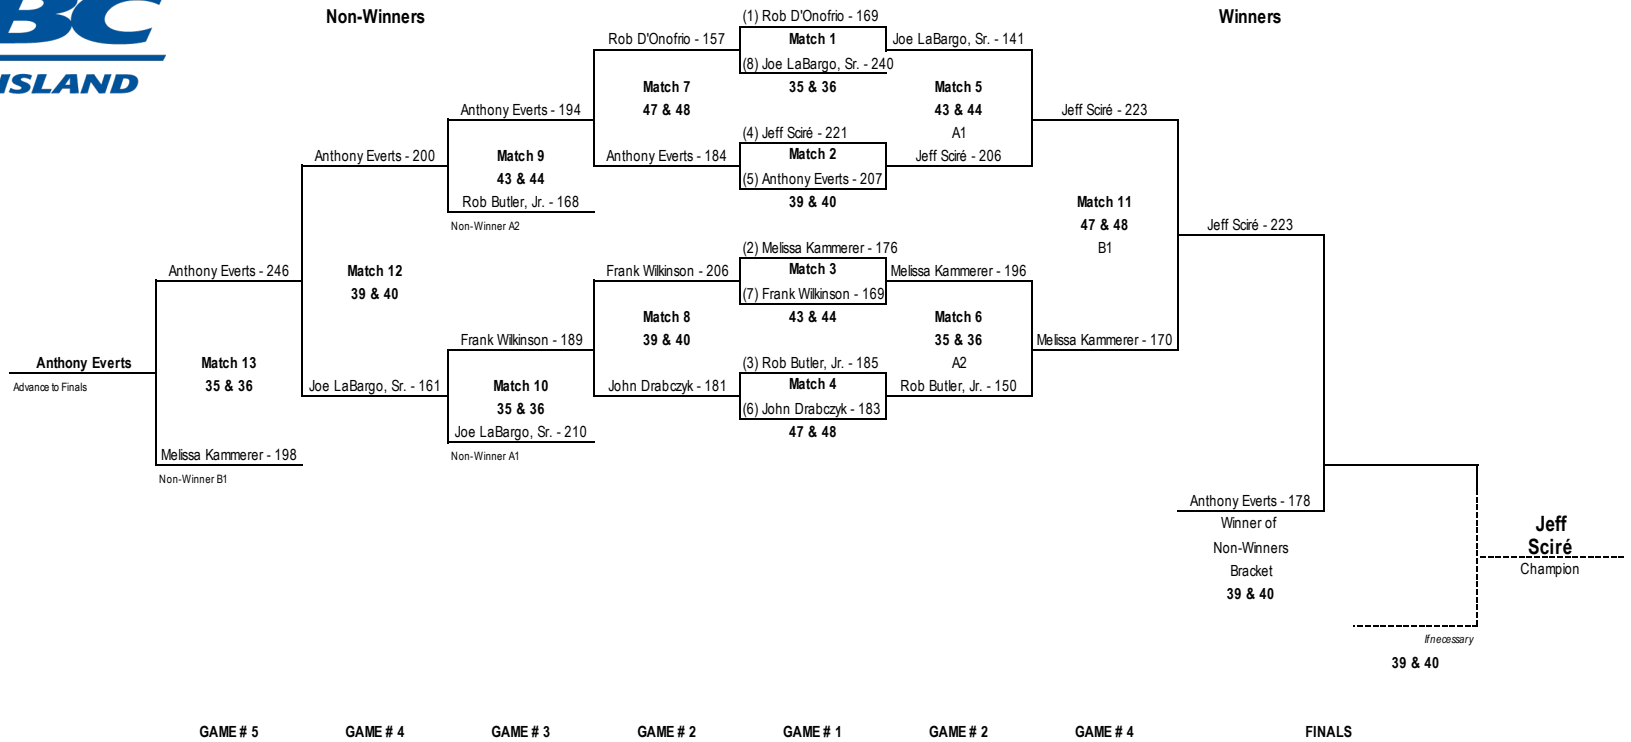 BC
ISLAND
Non-Winners
Winners
(1) Rob D'Onofrio - 169
Rob D'Onofrio - 157
Match 1
Joe LaBargo, Sr. - 141
(8) Joe LaBargo, Sr. - 240
Match 7
35 & 36
Match 5
Anthony Everts - 194
47 & 48
43 & 44
Jeff Sciré - 223
(4) Jeff Sciré - 221
A1
Anthony Everts - 200
Match 9
Anthony Everts - 184
Match 2
Jeff Sciré - 206
43 & 44
(5) Anthony Everts - 207
Rob Butler, Jr. - 168
39 & 40
Match 11
Non-Winner A2
47 & 48
Jeff Sciré - 223
(2) Melissa Kammerer - 176
B1
Anthony Everts - 246
Match 12
Frank Wilkinson - 206
Match 3
Melissa Kammerer - 196
39 & 40
(7) Frank Wilkinson - 169
Match 8
43 & 44
Match 6
Frank Wilkinson - 189
39 & 40
35 & 36
Melissa Kammerer - 170
Anthony Everts
Match 13
(3) Rob Butler, Jr. - 185
A2
Advance to Finals
35 & 36
Joe LaBargo, Sr. - 161
Match 10
John Drabczyk - 181
Match 4
Rob Butler, Jr. - 150
35 & 36
(6) John Drabczyk - 183
Joe LaBargo, Sr. - 210
47 & 48
Non-Winner A1
Melissa Kammerer - 198
Non-Winner B1
Anthony Everts - 178
Winner of
Non-Winners
Bracket
39 & 40
Jeff
Sciré
Champion
If necessary
39 & 40
GAME # 5 GAME # 4 GAME # 3 GAME # 2 GAME # 1 GAME # 2 GAME # 4 FINALS